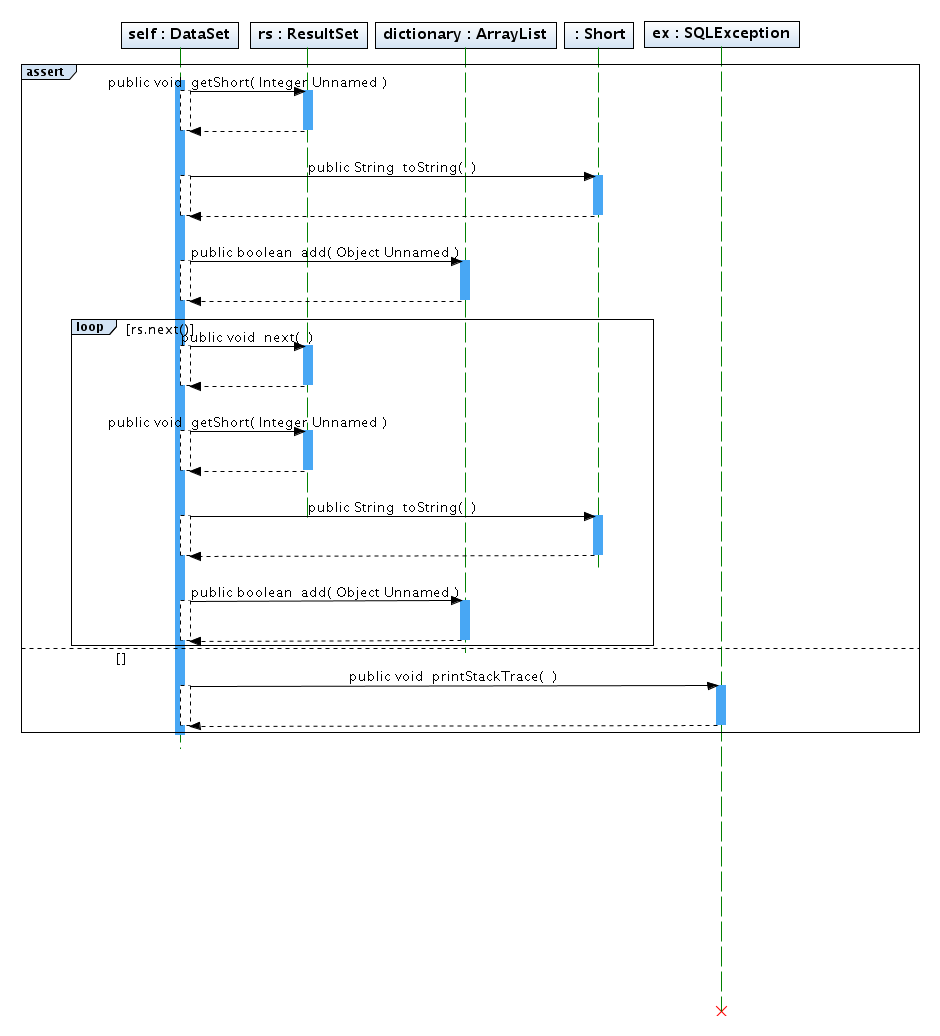 self : DataSet
rs : ResultSet
dictionary : ArrayList
: Short
ex : SQLException
assert
public void getShort( Integer Unnamed )
public String toString( )
public boolean add( Object Unnamed )
loop
[rs.next()]
public void next( )
public void getShort( Integer Unnamed )
public String toString( )
public boolean add( Object Unnamed )
[]
public void printStackTrace( )